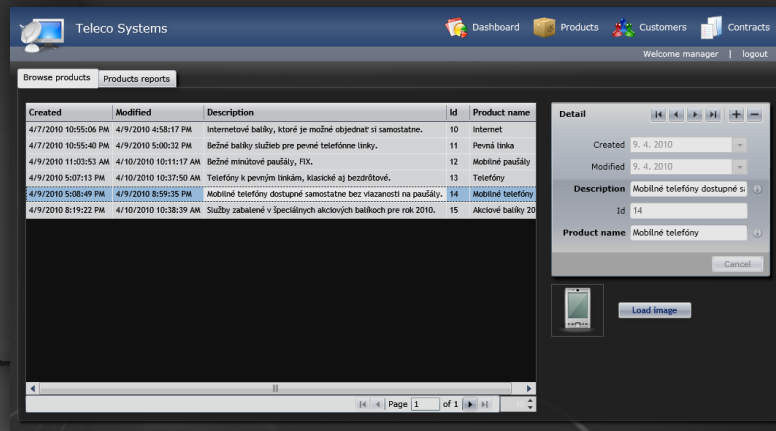 Teleco Systems
Dashboard Products Customers Contracts
Welcome manager | logout
Browse products Products reports
Created Modified Description Id Product name
4/7/2010 10:55:06 PM 4/9/2010 4:58:17 PM Internetové balíky, ktoré je možné objednať si samostatne. 10 Internet
4/7/2010 10:55:40 PM 4/9/2010 5:00:32 PM Bežné balíky služieb pre pevné telefónne linky. 11 Pevná linka
4/9/2010 11:03:53 AM 4/10/2010 10:11:17 AM Bežné minútové paušály, FIX. 12 Mobilné paušály
4/9/2010 5:07:13 PM 4/10/2010 10:37:50 AM Telefóny k pevným linkám, klasické aj bezdrôtové. 13 Telefóny
4/9/2010 5:08:49 PM 4/9/2010 8:59:35 PM Mobilné telefóny dostupné samostatne bez viazanosti na paušály. 14 Mobilné telefóny
4/9/2010 8:19:22 PM 4/10/2010 10:38:39 AM Služby zabalené v špeciálnych akciových balíkoch pre rok 2010. 15 Akciové balíky 20
Page 1 of 1
Detail
Created 9. 4. 2010
Modified 9. 4. 2010
Description Mobilné telefóny dostupné sa
Id 14
Product name Mobilné telefóny
Cancel
Load image